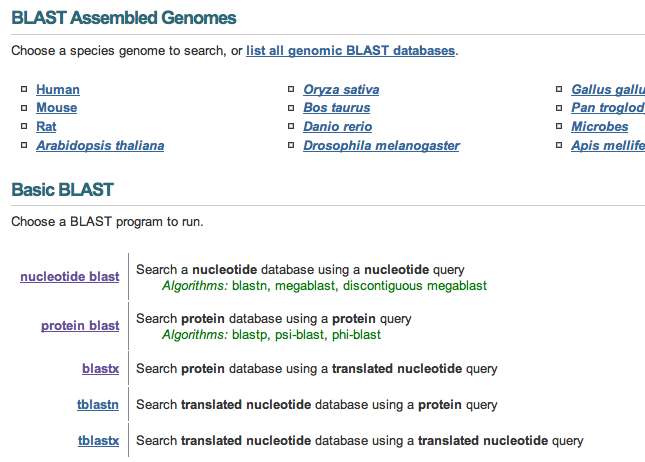 BLAST Assembled Genomes
Choose a species genome to search, or list all genomic BLAST databases.
Human Oryza sativa Gallus gallu
Mouse Bos taurus Pan troglod
Rat Danio rerio Microbes
Arabidopsis thaliana Drosophila melanogaster Apis mellife
Basic BLAST
Choose a BLAST program to run.
nucleotide blast Search a nucleotide database using a nucleotide query
Algorithms: blastn, megablast, discontiguous megablast
protein blast Search protein database using a protein query
Algorithms: blastp, psi-blast, phi-blast
blastx Search protein database using a translated nucleotide query
tblastn Search translated nucleotide database using a protein query
tblastx Search translated nucleotide database using a translated nucleotide query